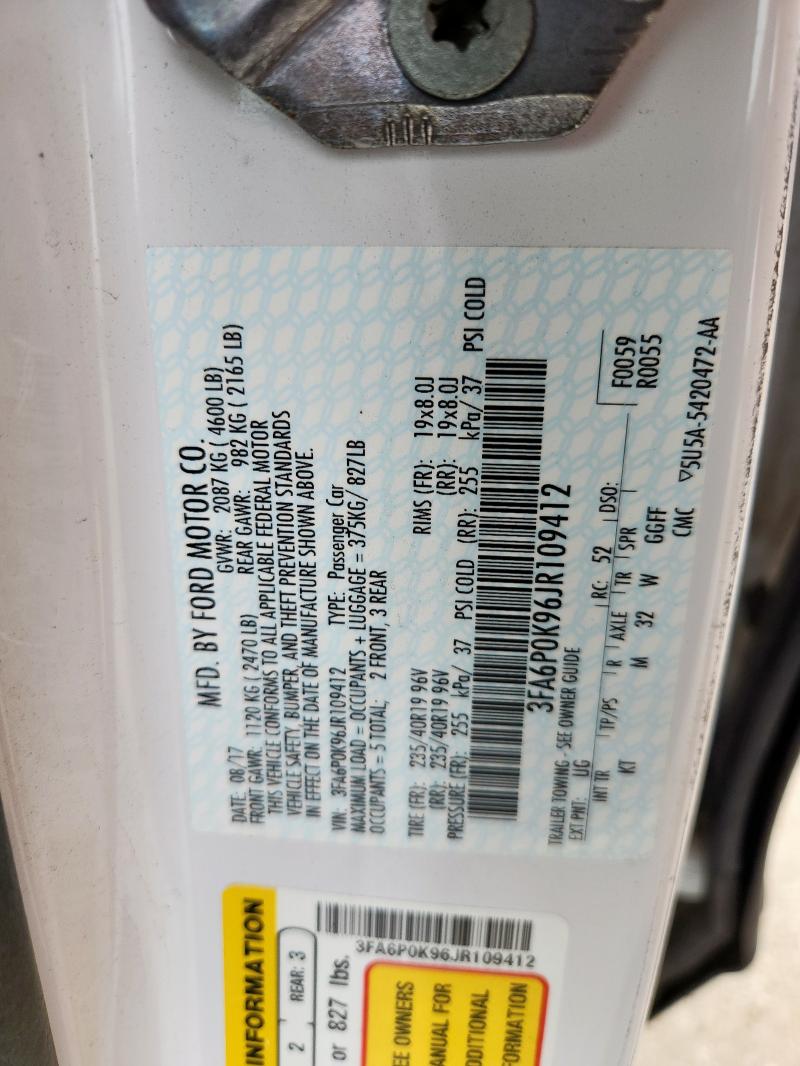 MFD. BY FORD MOTOR CO.
DATE: 08/17 GVWR: 2087 KG ( 4600 LB)
FRONT GAWR: 1120 KG ( 2470 LB) REAR GAWR: 982 KG ( 2165 LB)
THIS VEHICLE CONFORMS TO ALL APPLICABLE FEDERAL MOTOR
VEHICLE SAFETY, BUMPER, AND THEFT PREVENTION STANDARDS
IN EFFECT ON THE DATE OF MANUFACTURE SHOWN ABOVE.
VIN: 3FA6P0K96JR109412 TYPE: Passenger Car
MAXIMUM LOAD = OCCUPANTS + LUGGAGE = 375KG/ 827LB
OCCUPANTS = 5 TOTAL; 2 FRONT, 3 REAR
TIRE (FR): 235/40R19 96V RIMS (FR): 19x8.0J
(RR): 235/40R19 96V (RR): 19x8.0J
PRESSURE (FR): 255 kPa/ 37 PSI COLD (RR): 255 kPa/ 37 PSI COLD
3FA6P0K96JR109412
TRAILER TOWING - SEE OWNER GUIDE
EXT PNT: UG RC: 52 DSO: F0059
R0055
INT TR TP/PS R AXLE TR SPR
KT M 32 W GGFF
CMC
▽5U5A-5420472-AA
INFORMATION
2 REAR: 3
or 827 lbs.
3FA6P0K96JR109412
EE OWNERS
ANUAL FOR
DDITIONAL
FORMATION